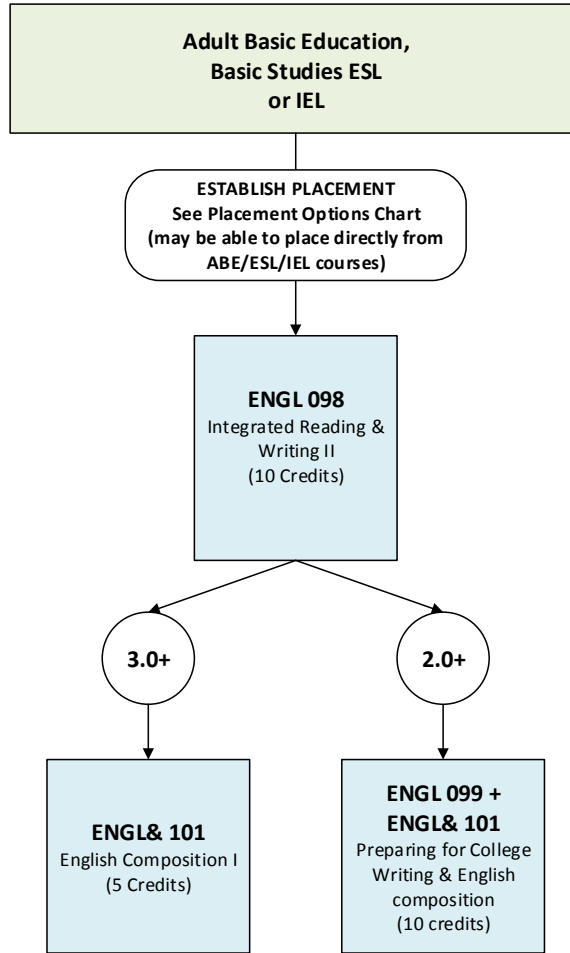 Adult Basic Education,
Basic Studies ESL
or IEL
ESTABLISH PLACEMENT
See Placement Options Chart
(may be able to place directly from
ABE/ESL/IEL courses)
ENGL 098
Integrated Reading &
Writing II
(10 Credits)
3.0+
2.0+
ENGL& 101
English Composition I
(5 Credits)
ENGL 099 +
ENGL& 101
Preparing for College
Writing & English
composition
(10 credits)